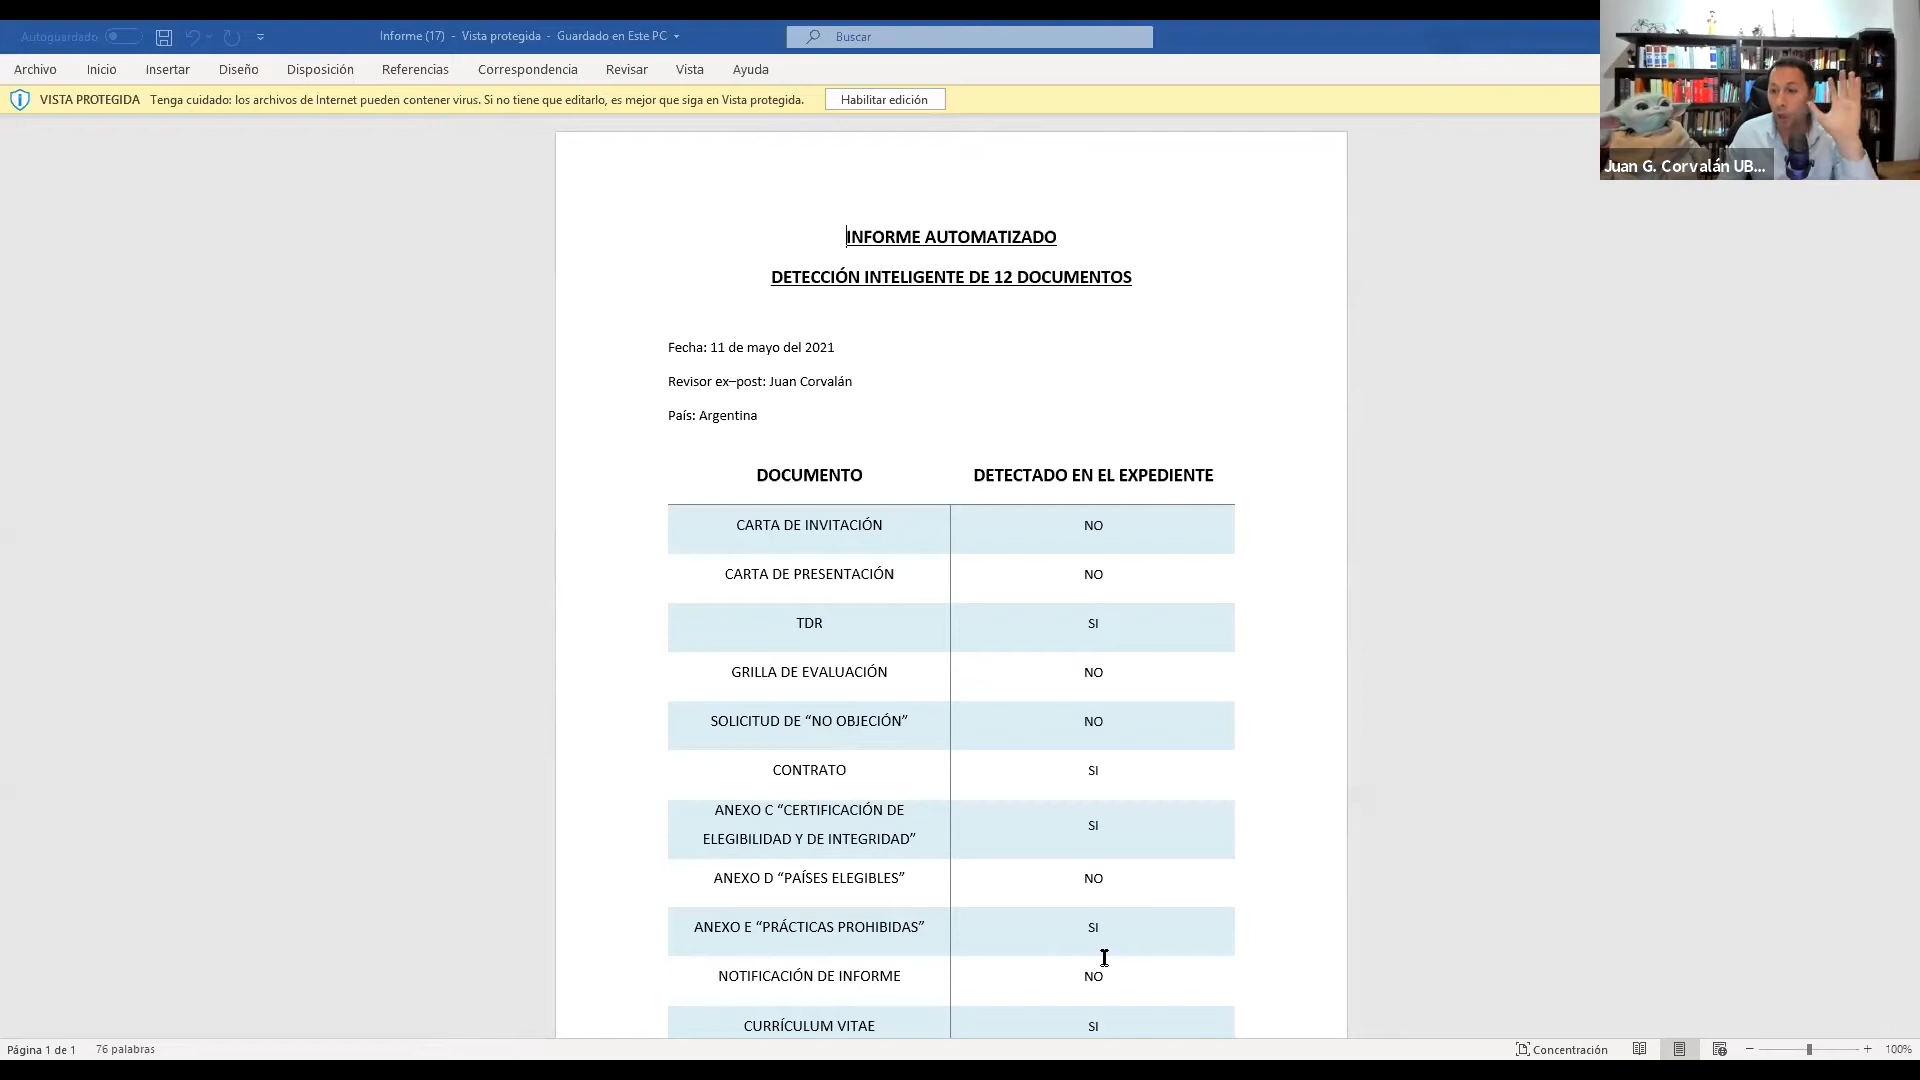 Autoguardado
Informe (17) - Vista protegida - Guardado en Este PC
Buscar
Archivo Inicio Insertar Diseño Disposición Referencias Correspondencia Revisar Vista Ayuda
VISTA PROTEGIDA Tenga cuidado: los archivos de Internet pueden contener virus. Si no tiene que editarlo, es mejor que siga en Vista protegida. Habilitar edición
Juan G. Corvalán UB...
INFORME AUTOMATIZADO
DETECCIÓN INTELIGENTE DE 12 DOCUMENTOS
Fecha: 11 de mayo del 2021
Revisor ex–post: Juan Corvalán
País: Argentina
DOCUMENTO DETECTADO EN EL EXPEDIENTE
CARTA DE INVITACIÓN NO
CARTA DE PRESENTACIÓN NO
TDR SI
GRILLA DE EVALUACIÓN NO
SOLICITUD DE “NO OBJECIÓN” NO
CONTRATO SI
ANEXO C “CERTIFICACIÓN DE
ELEGIBILIDAD Y DE INTEGRIDAD” SI
ANEXO D “PAÍSES ELEGIBLES” NO
ANEXO E “PRÁCTICAS PROHIBIDAS” SI
NOTIFICACIÓN DE INFORME NO
CURRÍCULUM VITAE SI
Página 1 de 1 76 palabras Concentración 100%